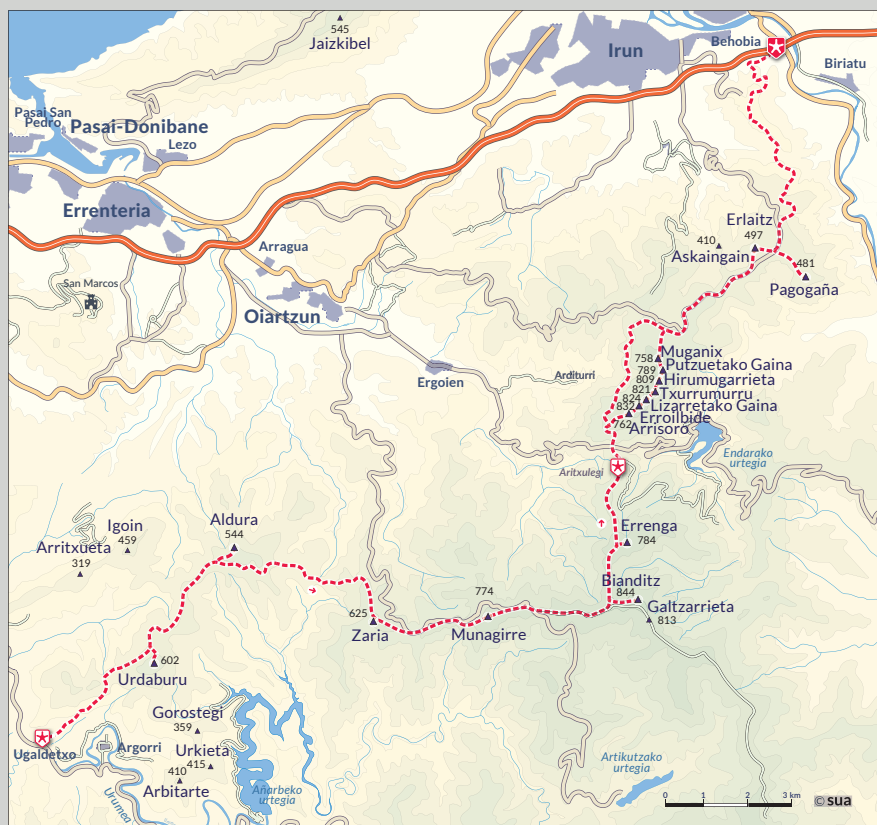 545
Jaizkibel
Irun
Behobia
Biriatu
Pasai San
Pedro
Pasai-Donibane
Lezo
Errenteria
Arragua
San Marcos
Oiartzun
Ergoien
Arditurri
Erlaitz
497
410
Askaingain
481
Pagogaña
758
Muganix
789
Putzuetako Gaina
809
Hirumugarrieta
821
Txurrumurru
824
Lizarretako Gaina
832
Erroilbide
762
Arrisoro
Endarako
urtegia
Aritxulegi
Igoin
459
Arritxueta
319
Aldura
544
Errenga
784
Bianditz
844
Galtzarrieta
813
774
Munagirre
625
Zaria
602
Urdaburu
Gorostegi
359
Urkieta
415
410
Arbitarte
Ugaldetxo
Argorri
Urumea
Añarbeko
urtegia
Artikutzako
urtegia
0 1 2 3 km
© sua